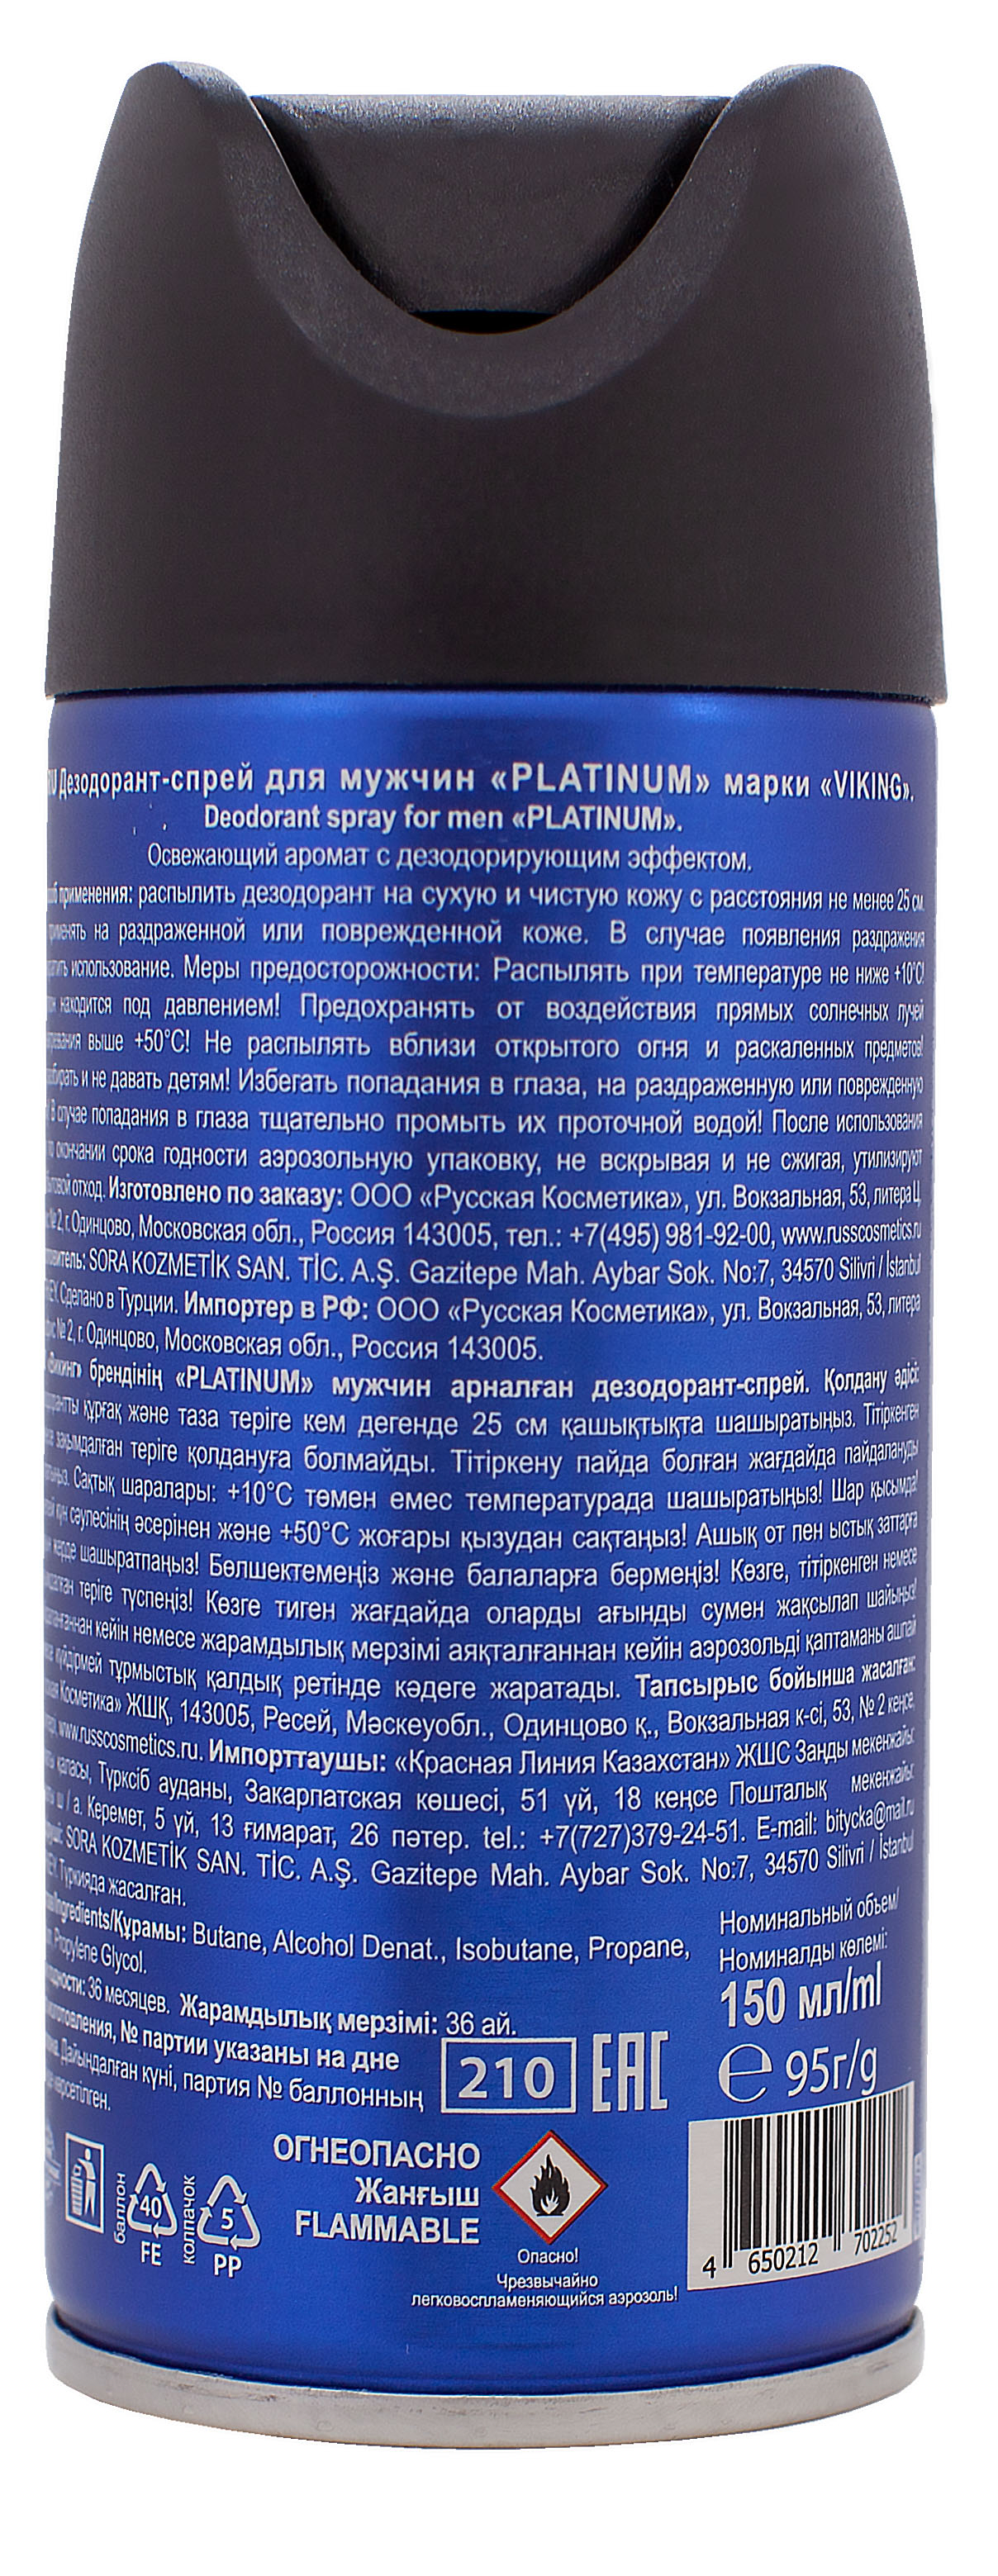 RU Дезодорант-спрей для мужчин «PLATINUM» марки «VIKING».
Deodorant spray for men «PLATINUM».
Освежающий аромат с дезодорирующим эффектом.
применения: распылить дезодорант на сухую и чистую кожу с расстояния не менее 25 см.
на раздраженной или поврежденной коже. В случае появления раздражения
использование. Меры предосторожности: Распылять при температуре не ниже +10°C!
находится под давлением! Предохранять от воздействия прямых солнечных лучей
выше +50°C! Не распылять вблизи открытого огня и раскаленных предметов!
и не давать детям! Избегать попадания в глаза, на раздраженную или поврежденную
В случае попадания в глаза тщательно промыть их проточной водой! После использования
по окончании срока годности аэрозольную упаковку, не вскрывая и не сжигая, утилизируют
отход. Изготовлено по заказу: ООО «Русская Косметика», ул. Вокзальная, 53, литера Ц,
№ 2, г. Одинцово, Московская обл., Россия 143005, тел.: +7(495) 981-92-00, www.russcosmetics.ru
SORA KOZMETİK SAN. TİC. A.Ş. Gazitepe Mah. Aybar Sok. No:7, 34570 Silivri / İstanbul
Сделано в Турции. Импортер в РФ: ООО «Русская Косметика», ул. Вокзальная, 53, литера
№ 2, г. Одинцово, Московская обл., Россия 143005.
«Викинг» брендінің «PLATINUM» мужчин арналған дезодорант-спрей. Қолдану әдісі:
құрғақ және таза теріге кем дегенде 25 см қашықтықта шашыратыңыз. Тітіркенген
зақымдалған теріге қолдануға болмайды. Тітіркену пайда болған жағдайда пайдалануды
Сақтық шаралары: +10°C төмен емес температурада шашыратыңыз! Шар қысымда!
күн сәулесінің әсерінен және +50°C жоғары қызудан сақтаңыз! Ашық от пен ыстық заттарға
жерде шашыратпаңыз! Бөлшектемеңіз және балаларға бермеңіз! Көзге, тітіркенген немесе
теріге түспеңіз! Көзге тиген жағдайда оларды ағынды сумен жақсылап шайыңыз!
кейін немесе жарамдылық мерзімі аяқталғаннан кейін аэрозольді қаптаманы ашпай
күйдірмей тұрмыстық қалдық ретінде кәдеге жаратады. Тапсырыс бойынша жасалған:
Косметика» ЖШҚ, 143005, Ресей, Мәскеуобл., Одинцово қ., Вокзальная к-сі, 53, № 2 кеңсе,
www.russcosmetics.ru. Импорттаушы: «Красная Линия Казахстан» ЖШС Заңды мекенжайы:
қаласы, Түрксіб ауданы, Закарпатская көшесі, 51 үй, 18 кеңсе Пошталық мекенжайы:
ш / а. Керемет, 5 үй, 13 ғимарат, 26 пәтер. tel.: +7(727)379-24-51. E-mail: bitycka@mail.ru
SORA KOZMETİK SAN. TİC. A.Ş. Gazitepe Mah. Aybar Sok. No:7, 34570 Silivri / İstanbul
Түркияда жасалған.
Ingredients/Құрамы: Butane, Alcohol Denat., Isobutane, Propane,
Propylene Glycol.
годности: 36 месяцев. Жарамдылық мерзімі: 36 ай.
изготовления, № партии указаны на дне
Дайындалған күні, партия № баллонның
көрсетілген.
Номинальный объем/
Номиналды көлемі:
150 мл/ml
℮ 95г/g
210 EAC
баллон
40
FE
колпачок
5
PP
ОГНЕОПАСНО
Жанғыш
FLAMMABLE
Опасно!
Чрезвычайно
легковоспламеняющийся аэрозоль!
4 650212 702252